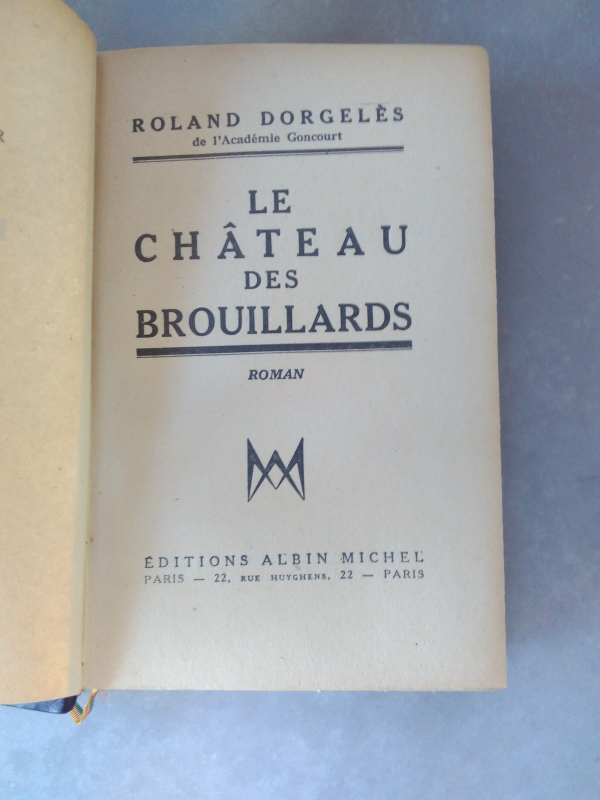 R
ROLAND DORGELÈS
de l'Académie Goncourt
LE
CHÂTEAU
DES
BROUILLARDS
ROMAN
ÉDITIONS ALBIN MICHEL
PARIS — 22, RUE HUYGHENS, 22 — PARIS